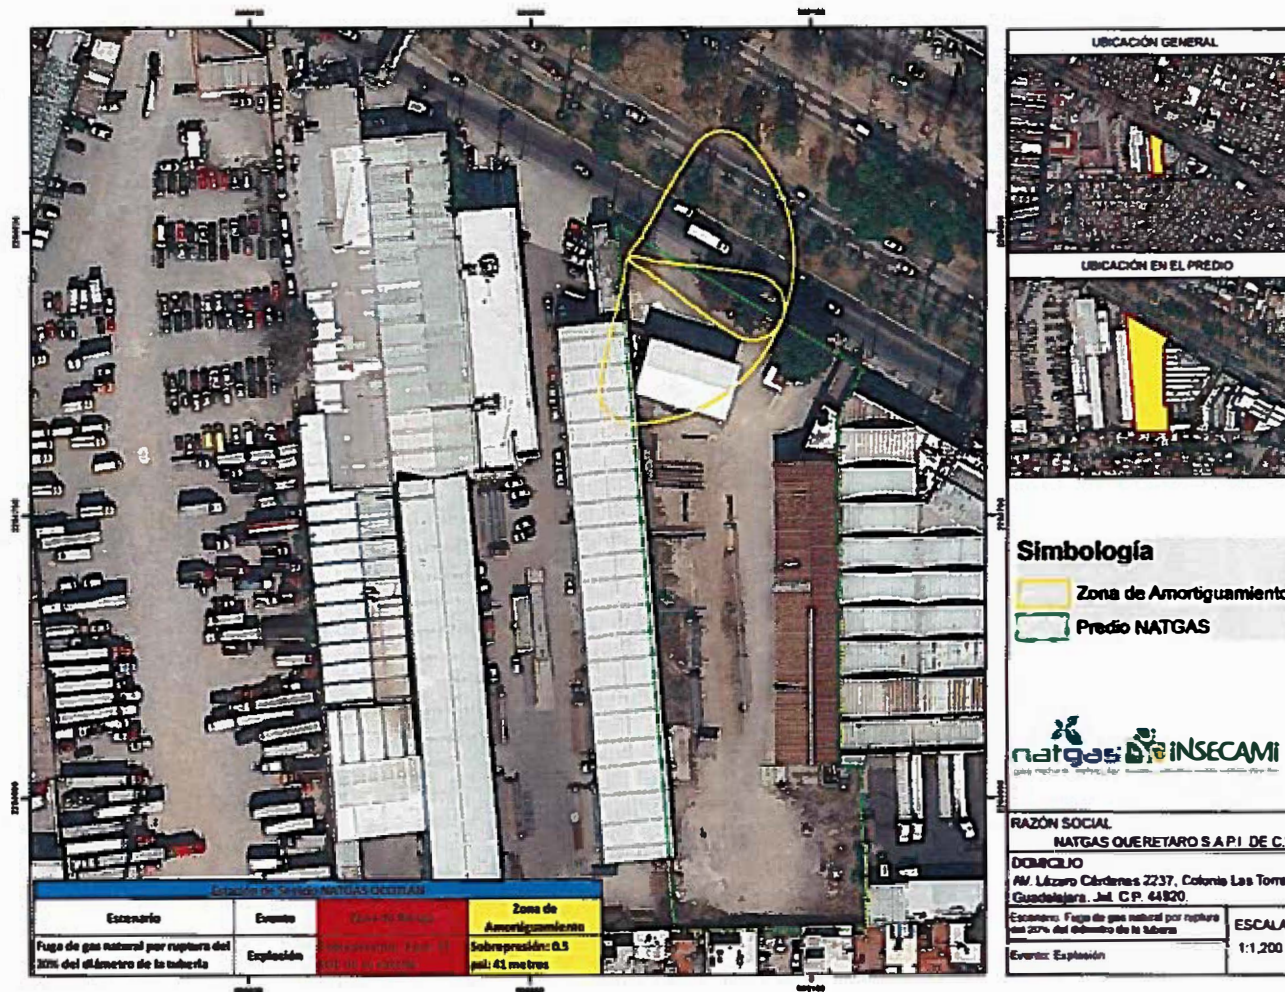 UBICACIÓN GENERAL
UBICACIÓN EN EL PREDIO
Simbología
Zona de Amortiguamiento
Predio NATGAS
natgas
iNSECAMi
RAZÓN SOCIAL
NATGAS QUERETARO S A P I DE C.
DOMICILIO
AV. Lázaro Cárdenas 2237, Colonia Las Torre
Guadalajara, Jal. C.P. 44920.
Escenario: Fuga de gas natural por ruptura
del 20% del diámetro de la tubería
Evento: Explosión
ESCALA
1:1,200
Estación de Servicio NATGAS OCOTLAN
Escenario
Evento
Zona de Riesgo
Zona de
Amortiguamiento
Fuga de gas natural por ruptura del
20% del diámetro de la tubería
Explosión
Sobrepresión: 0.5
psi: 41 metros